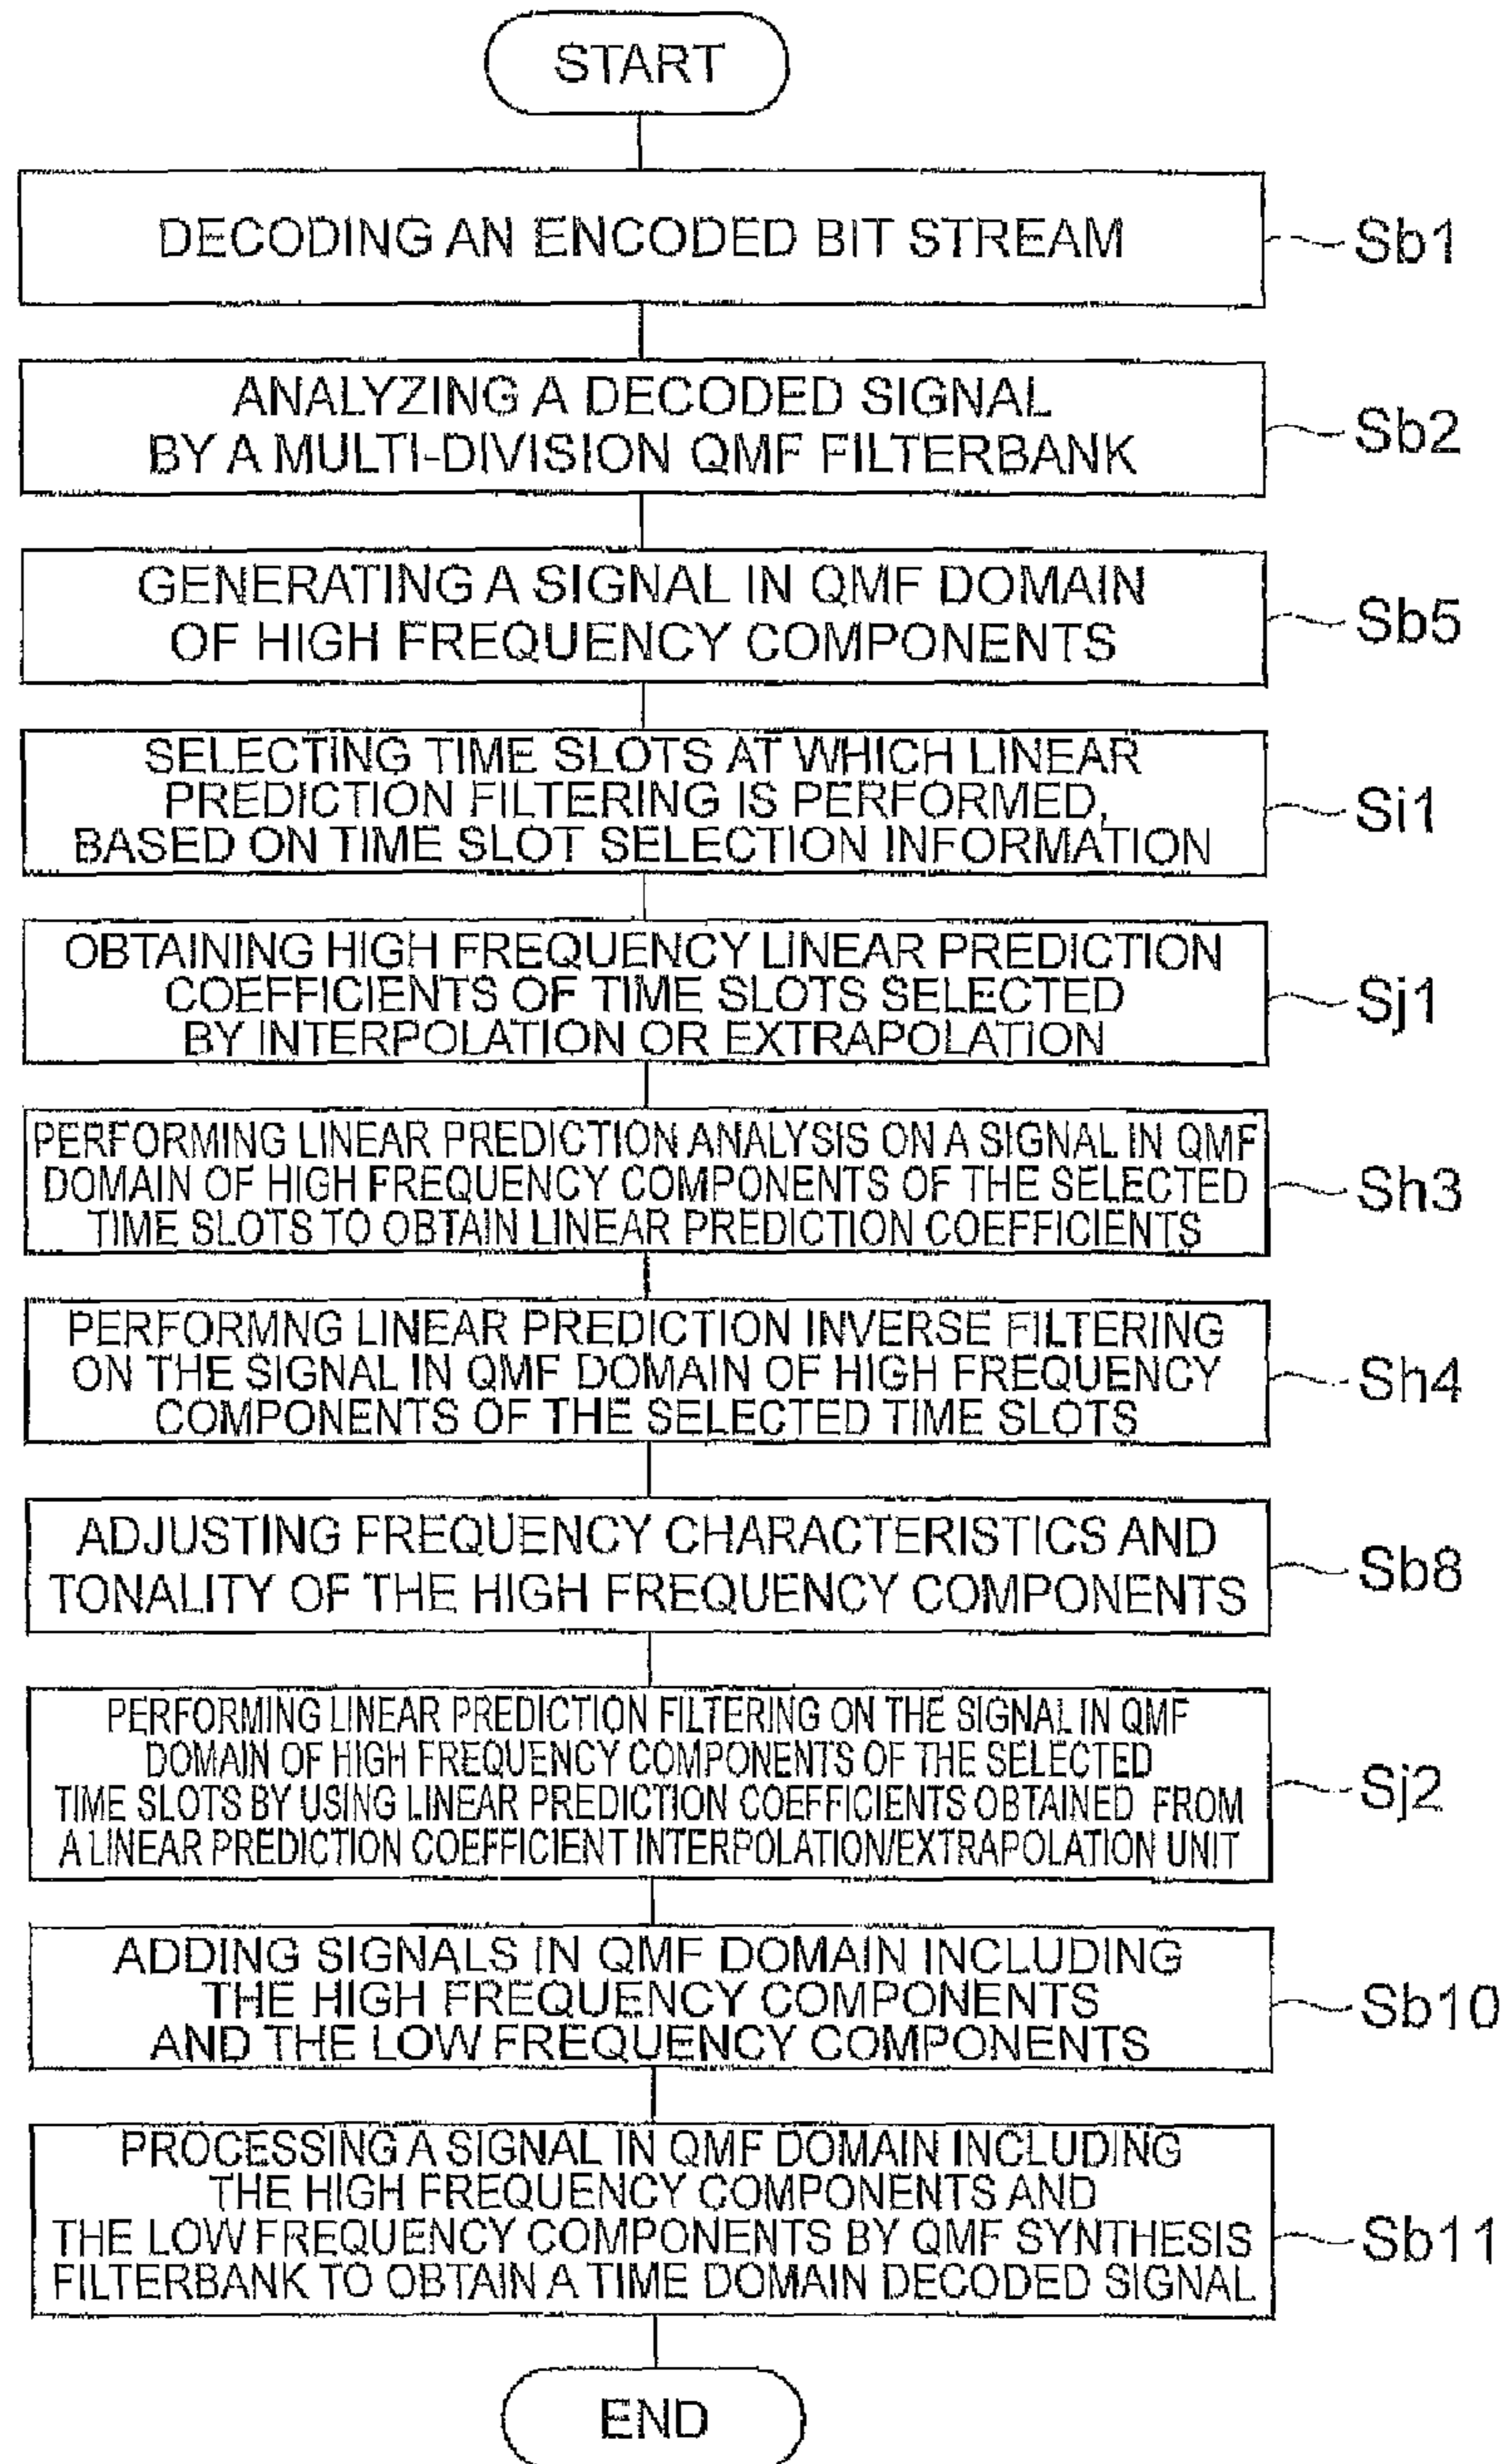 START
DECODING AN ENCODED BIT STREAM
Sb1
ANALYZING A DECODED SIGNAL
BY A MULTI-DIVISION QMF FILTERBANK
Sb2
GENERATING A SIGNAL IN QMF DOMAIN
OF HIGH FREQUENCY COMPONENTS
Sb5
SELECTING TIME SLOTS AT WHICH LINEAR
PREDICTION FILTERING IS PERFORMED,
BASED ON TIME SLOT SELECTION INFORMATION
Si1
OBTAINING HIGH FREQUENCY LINEAR PREDICTION
COEFFICIENTS OF TIME SLOTS SELECTED
BY INTERPOLATION OR EXTRAPOLATION
Sj1
PERFORMING LINEAR PREDICTION ANALYSIS ON A SIGNAL IN QMF
DOMAIN OF HIGH FREQUENCY COMPONENTS OF THE SELECTED
TIME SLOTS TO OBTAIN LINEAR PREDICTION COEFFICIENTS
Sh3
PERFORMNG LINEAR PREDICTION INVERSE FILTERING
ON THE SIGNAL IN QMF DOMAIN OF HIGH FREQUENCY
COMPONENTS OF THE SELECTED TIME SLOTS
Sh4
ADJUSTING FREQUENCY CHARACTERISTICS AND
TONALITY OF THE HIGH FREQUENCY COMPONENTS
Sb8
PERFORMING LINEAR PREDICTION FILTERING ON THE SIGNAL IN QMF
DOMAIN OF HIGH FREQUENCY COMPONENTS OF THE SELECTED
TIME SLOTS BY USING LINEAR PREDICTION COEFFICIENTS OBTAINED FROM
A LINEAR PREDICTION COEFFICIENT INTERPOLATION/EXTRAPOLATION UNIT
Sj2
ADDING SIGNALS IN QMF DOMAIN INCLUDING
THE HIGH FREQUENCY COMPONENTS
AND THE LOW FREQUENCY COMPONENTS
Sb10
PROCESSING A SIGNAL IN QMF DOMAIN INCLUDING
THE HIGH FREQUENCY COMPONENTS AND
THE LOW FREQUENCY COMPONENTS BY QMF SYNTHESIS
FILTERBANK TO OBTAIN A TIME DOMAIN DECODED SIGNAL
Sb11
END